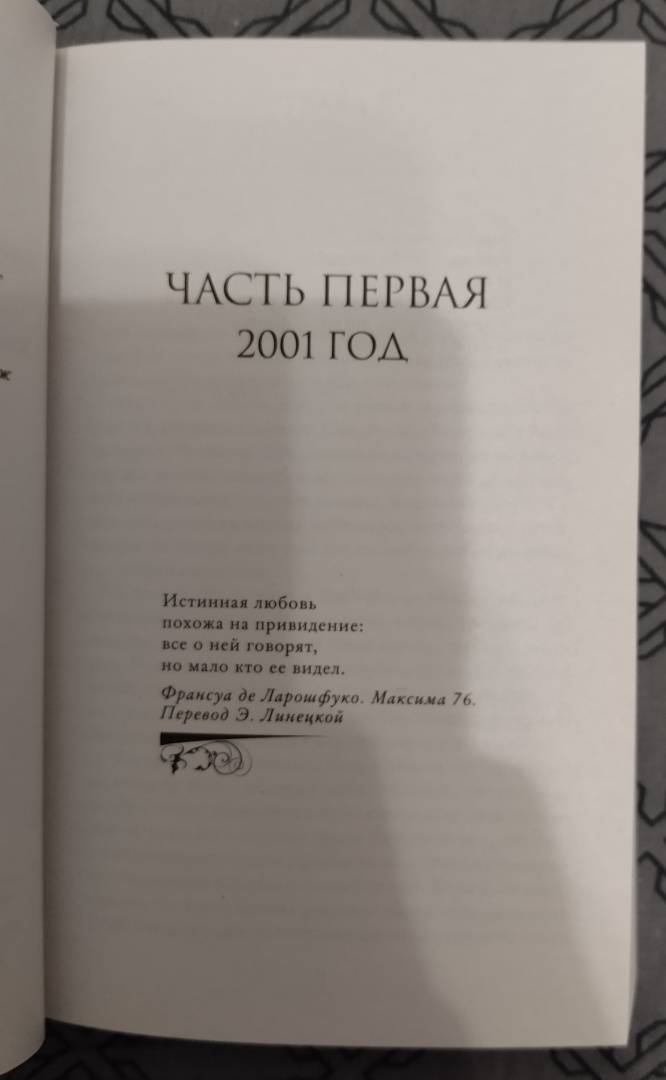 ЧАСТЬ ПЕРВАЯ
2001 ГОД
Истинная любовь
похожа на привидение:
все о ней говорят,
но мало кто ее видел.
Франсуа де Ларошфуко. Максима 76.
Перевод Э. Линецкой